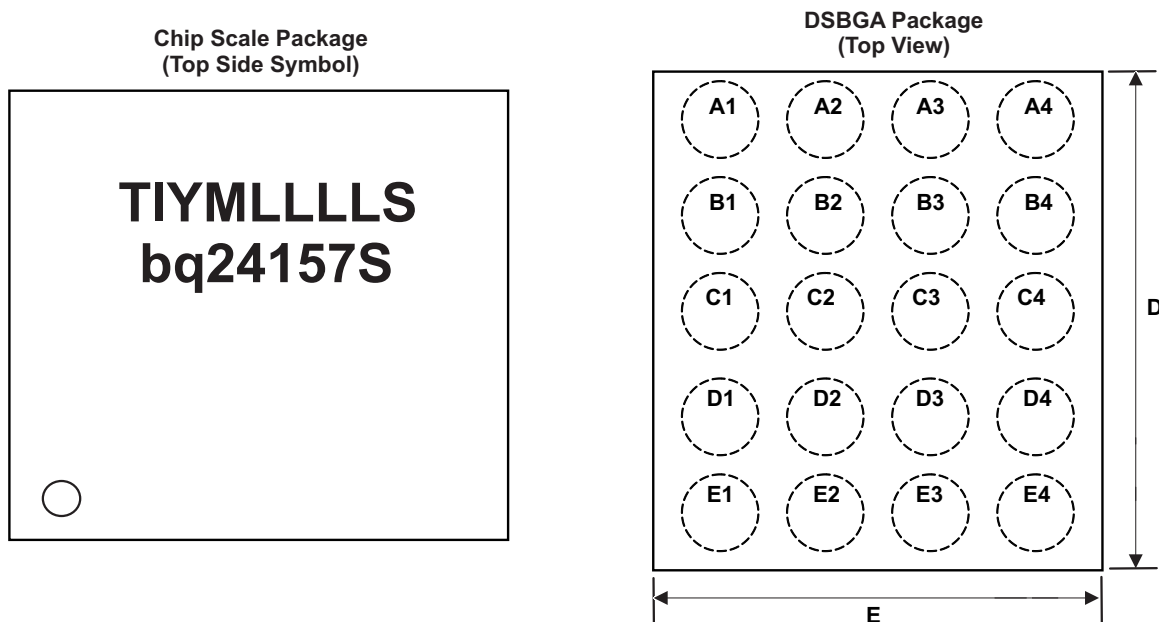 Chip Scale Package
(Top Side Symbol)
TIYMLLLLS
bq24157S
DSBGA Package
(Top View)
A1 A2 A3 A4
B1 B2 B3 B4
C1 C2 C3 C4
D1 D2 D3 D4
E1 E2 E3 E4
D
E